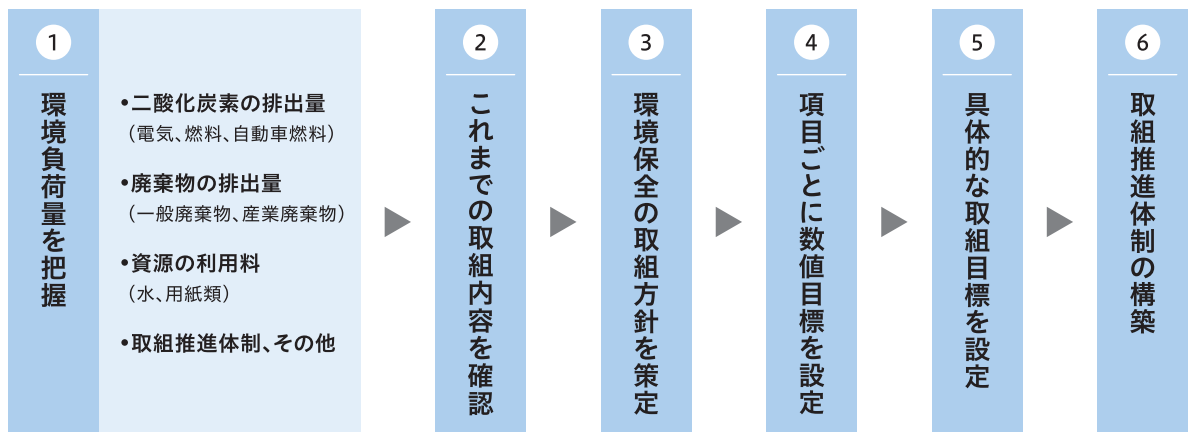 1
環境負荷量を把握
•二酸化炭素の排出量
（電気、燃料、自動車燃料）
•廃棄物の排出量
（一般廃棄物、産業廃棄物）
•資源の利用料
（水、用紙類）
•取組推進体制、その他
2
これまでの取組内容を確認
3
環境保全の取組方針を策定
4
項目ごとに数値目標を設定
5
具体的な取組目標を設定
6
取組推進体制の構築